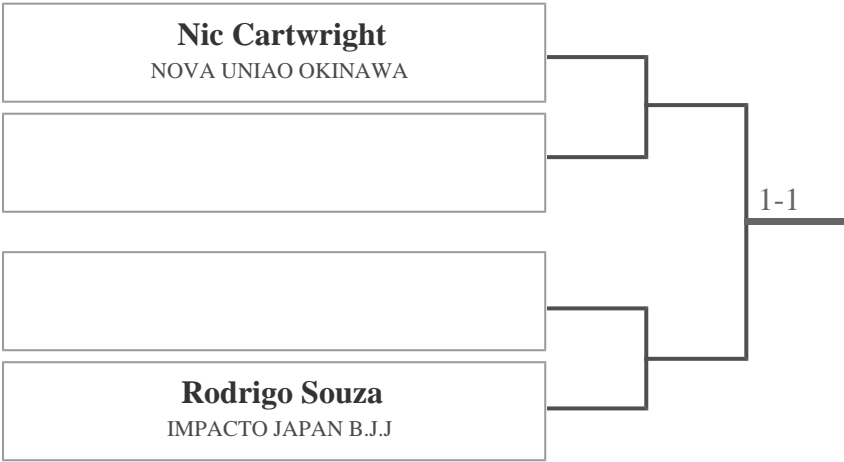 Nic Cartwright
NOVA UNIAO OKINAWA
1-1
Rodrigo Souza
IMPACTO JAPAN B.J.J